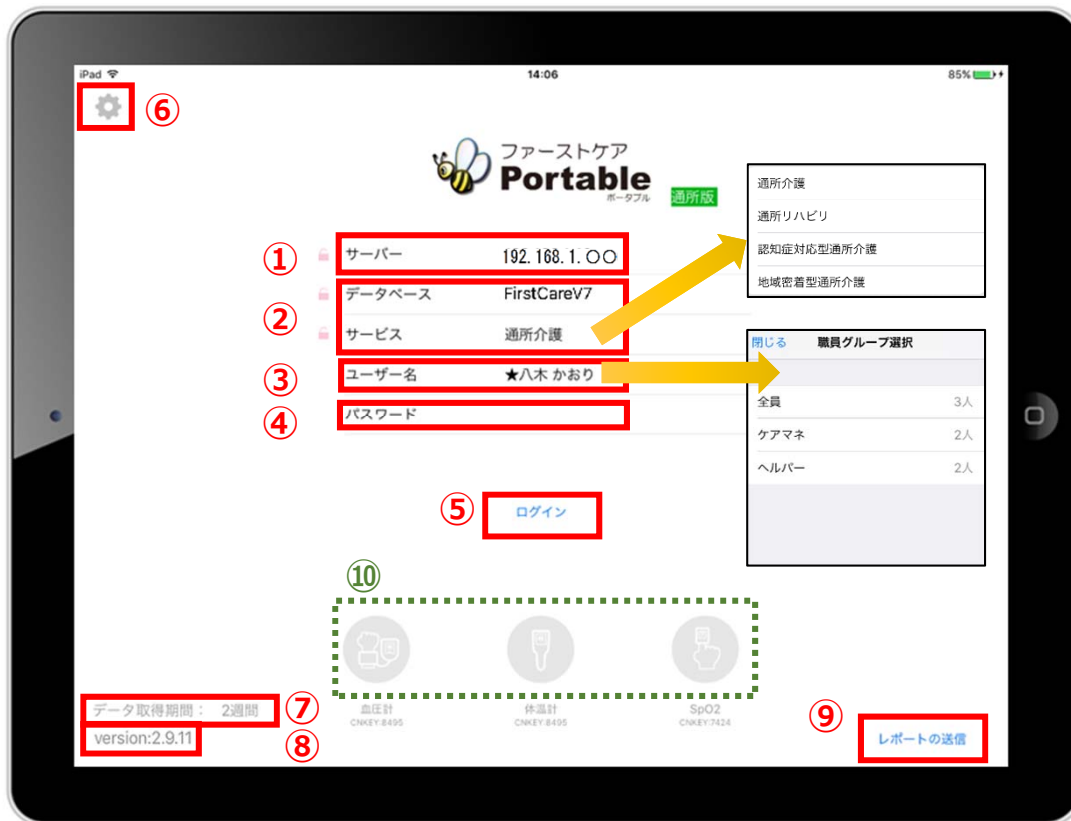 iPad 14:06 85%
⑥
ファーストケア
Portable
ポータブル 通所版
① サーバー 192.168.1.○○
② データベース FirstCareV7
サービス 通所介護
③ ユーザー名 ★八木 かおり
④ パスワード
⑤ ログイン
通所介護
通所リハビリ
認知症対応型通所介護
地域密着型通所介護
閉じる 職員グループ選択
全員 3人
ケアマネ 2人
ヘルパー 2人
⑩
血圧計 体温計 SpO2
CNKEY:8495 CNKEY:8495 CNKEY:7424
データ取得期間： 2週間 ⑦
version:2.9.11 ⑧
⑨
レポートの送信